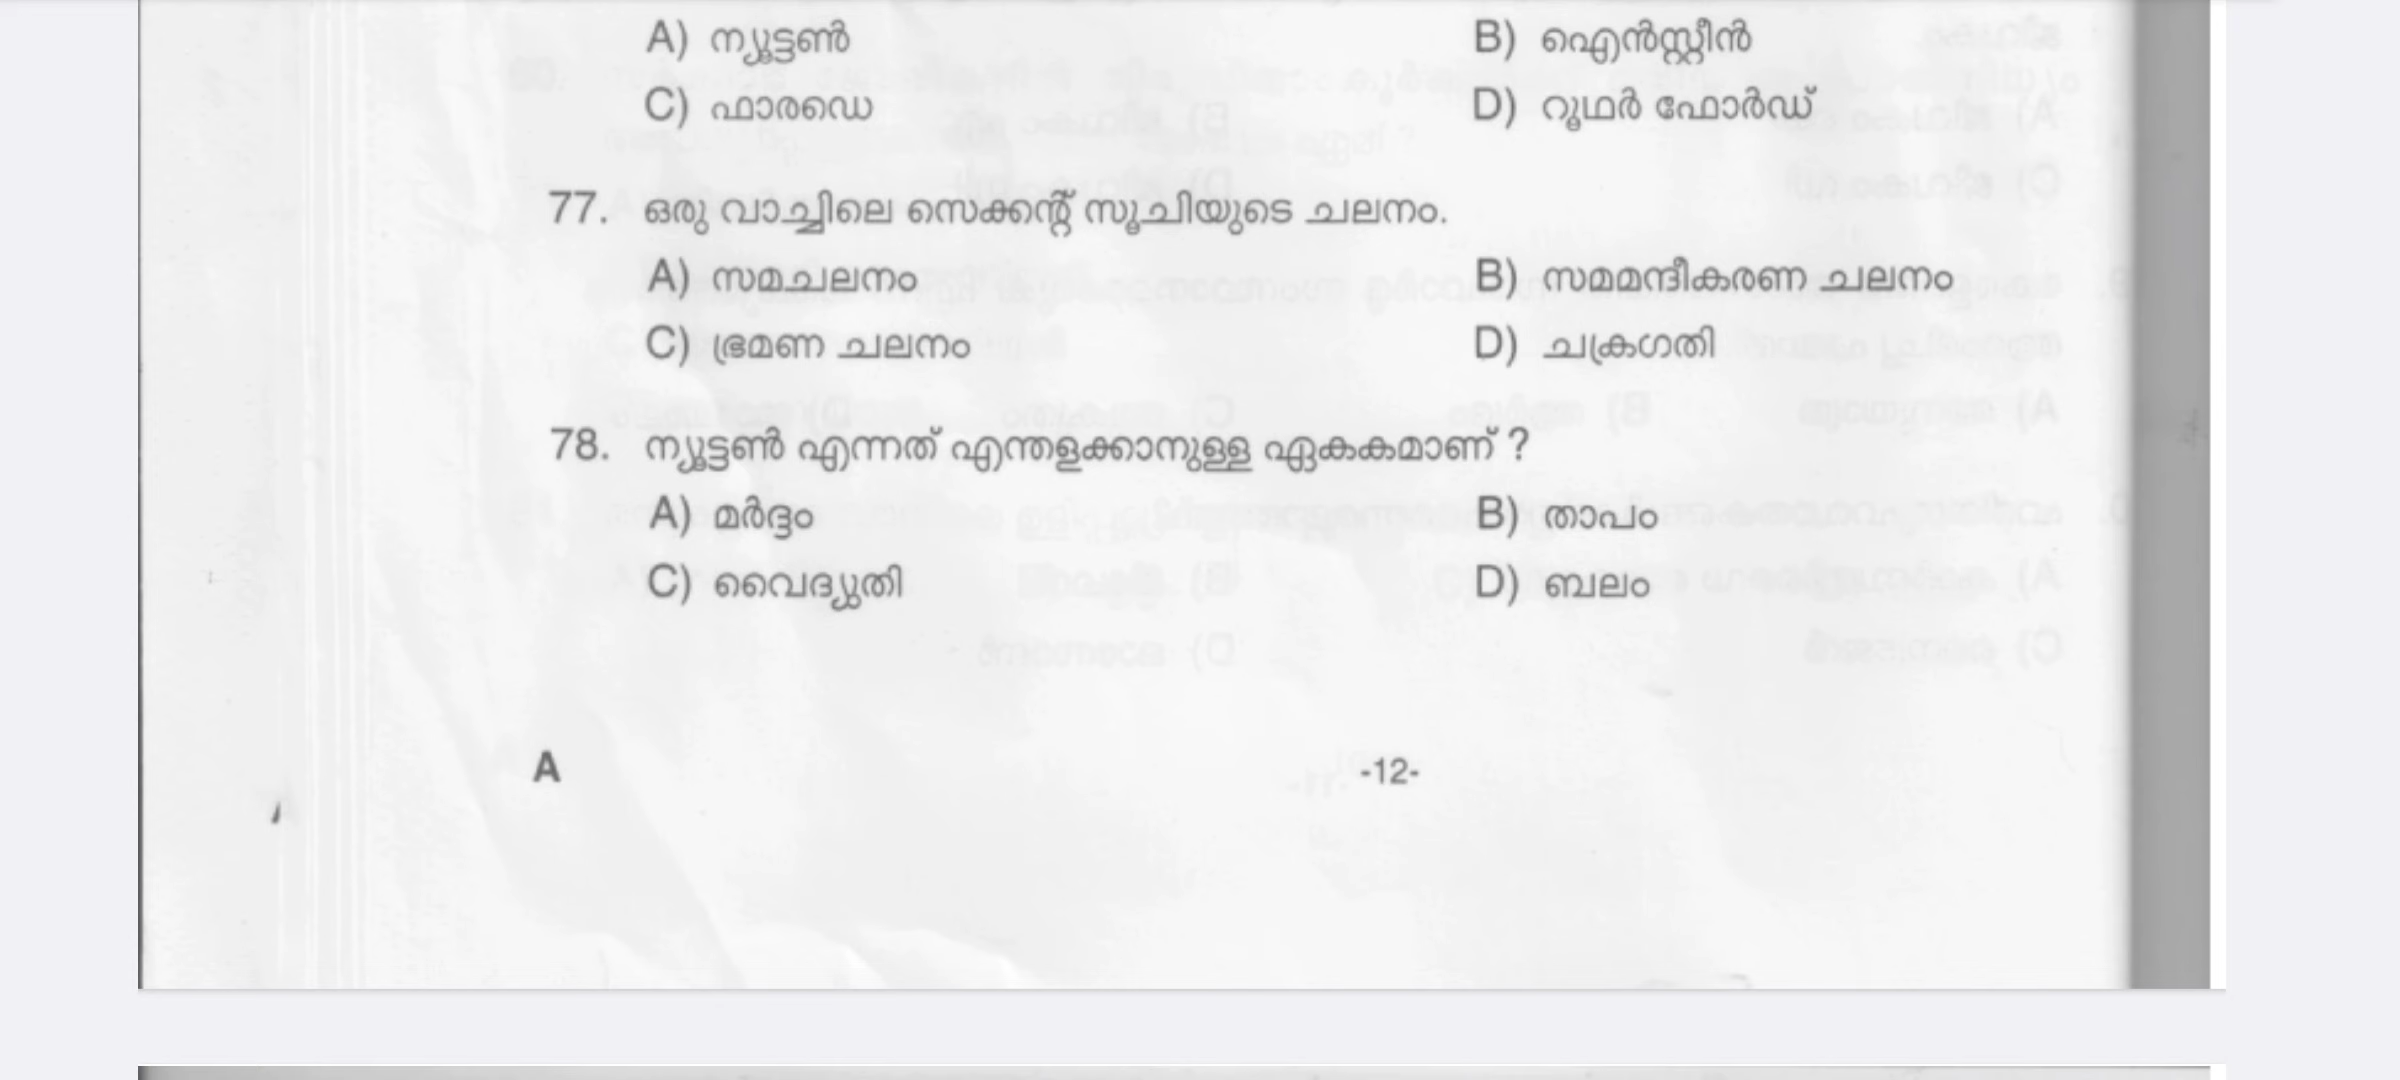 A) ന്യൂട്ടൺ B) ഐൻസ്റ്റീൻ
C) ഫാരഡെ D) റൂഥർ ഫോർഡ്
77. ഒരു വാച്ചിലെ സെക്കന്റ് സൂചിയുടെ ചലനം.
A) സമചലനം B) സമമന്ദീകരണ ചലനം
C) ഭ്രമണ ചലനം D) ചക്രഗതി
78. ന്യൂട്ടൺ എന്നത് എന്തളക്കാനുള്ള ഏകകമാണ് ?
A) മർദ്ദം B) താപം
C) വൈദ്യുതി D) ബലം
A -12-